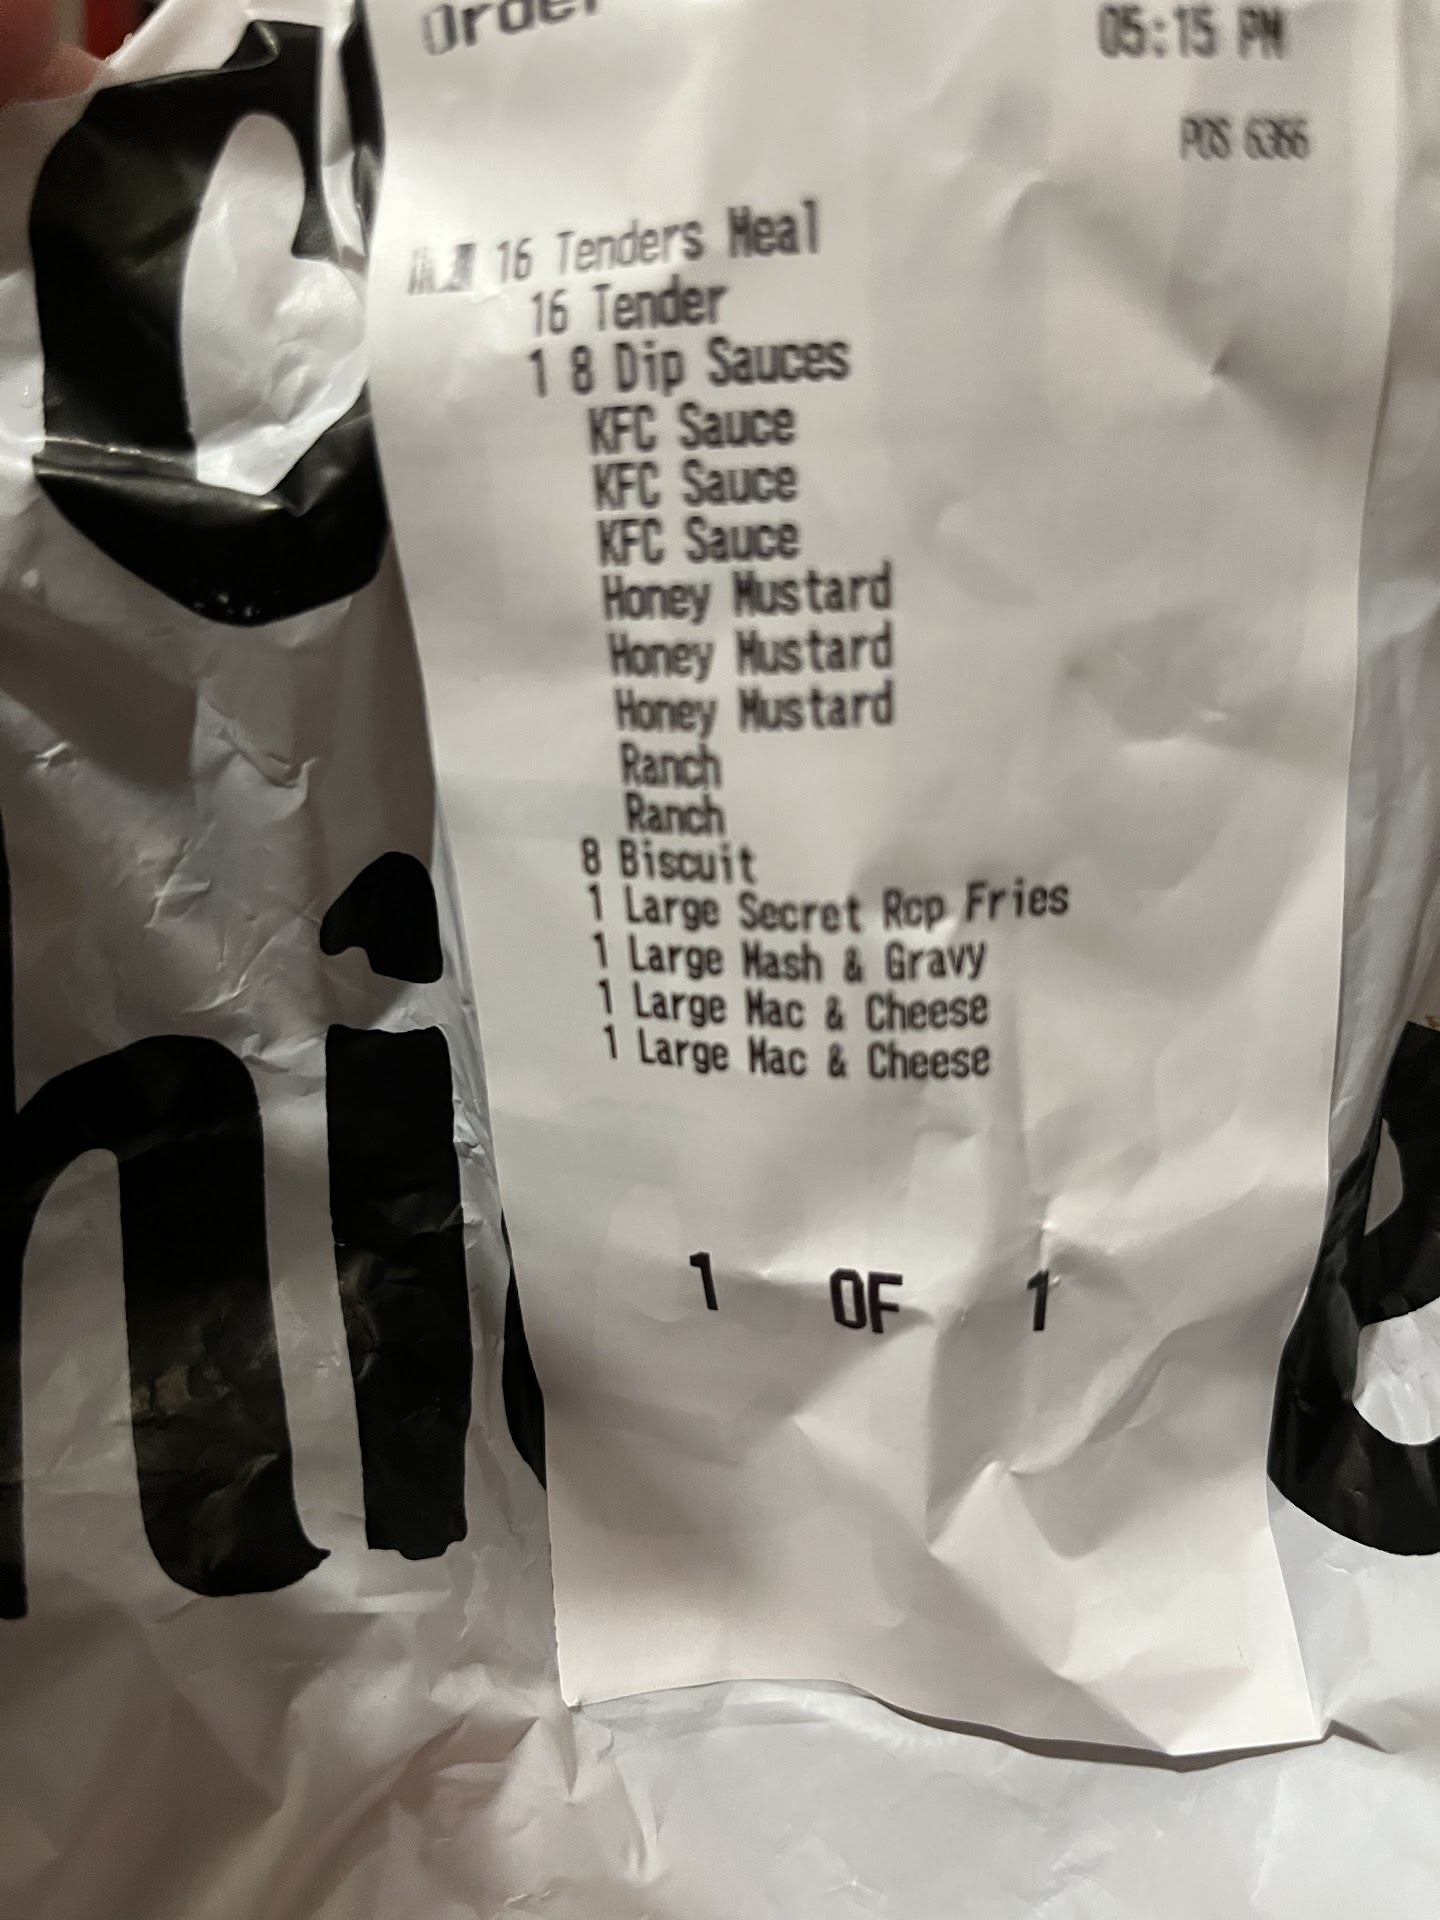 Order
05:15 PM
POS 6366
16 Tenders Meal
16 Tender
1 8 Dip Sauces
KFC Sauce
KFC Sauce
KFC Sauce
Honey Mustard
Honey Mustard
Honey Mustard
Ranch
Ranch
8 Biscuit
1 Large Secret Rcp Fries
1 Large Mash & Gravy
1 Large Mac & Cheese
1 Large Mac & Cheese
1 OF 1